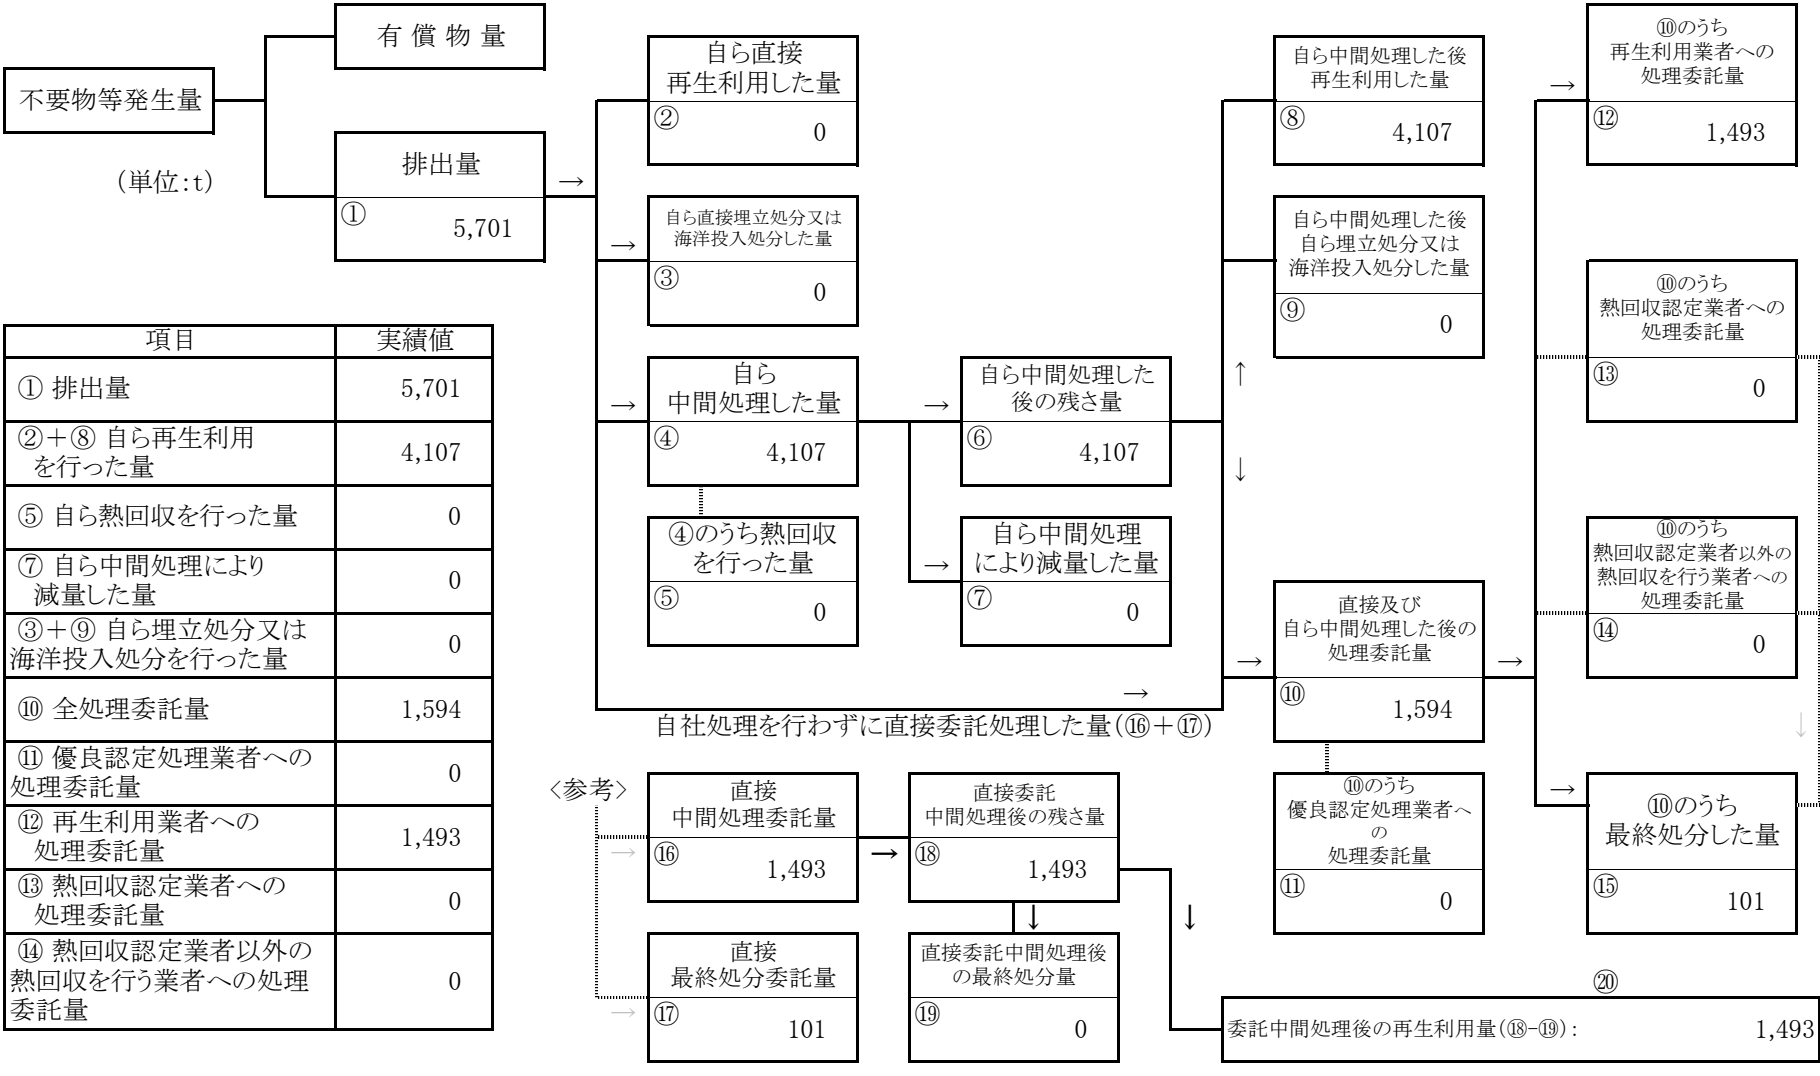 有 償 物 量
不要物等発生量
(単位:t)
排出量
①
5,701
→
自ら直接
再生利用した量
②
0
→
自ら直接埋立処分又は
海洋投入処分した量
③
0
→
自ら
中間処理した量
④
4,107
④のうち熱回収
を行った量
⑤
0
→
自ら中間処理した
後の残さ量
⑥
4,107
→
自ら中間処理
により減量した量
⑦
0
自ら中間処理した後
再生利用した量
⑧
4,107
自ら中間処理した後
自ら埋立処分又は
海洋投入処分した量
⑨
0
↑
↓
→
自社処理を行わずに直接委託処理した量(⑯+⑰)
→
直接及び
自ら中間処理した後の
処理委託量
⑩
1,594
→
⑩のうち
優良認定処理業者へ
の
処理委託量
⑪
0
→
⑩のうち
再生利用業者への
処理委託量
⑫
1,493
⑩のうち
熱回収認定業者への
処理委託量
⑬
0
⑩のうち
熱回収認定業者以外の
熱回収を行う業者への
処理委託量
⑭
0
↓
→
⑩のうち
最終処分した量
⑮
101
項目 実績値
① 排出量 5,701
②+⑧ 自ら再生利用
を行った量 4,107
⑤ 自ら熱回収を行った量 0
⑦ 自ら中間処理により
減量した量 0
③+⑨ 自ら埋立処分又は
海洋投入処分を行った量 0
⑩ 全処理委託量 1,594
⑪ 優良認定処理業者への
処理委託量 0
⑫ 再生利用業者への
処理委託量 1,493
⑬ 熱回収認定業者への
処理委託量 0
⑭ 熱回収認定業者以外の
熱回収を行う業者への処理
委託量 0
<参考>
→
直接
中間処理委託量
⑯
1,493
→
直接委託
中間処理後の残さ量
⑱
1,493
↓
↓
→
直接
最終処分委託量
⑰
101
直接委託中間処理後
の最終処分量
⑲
0
⑳
委託中間処理後の再生利用量(⑱-⑲): 1,493